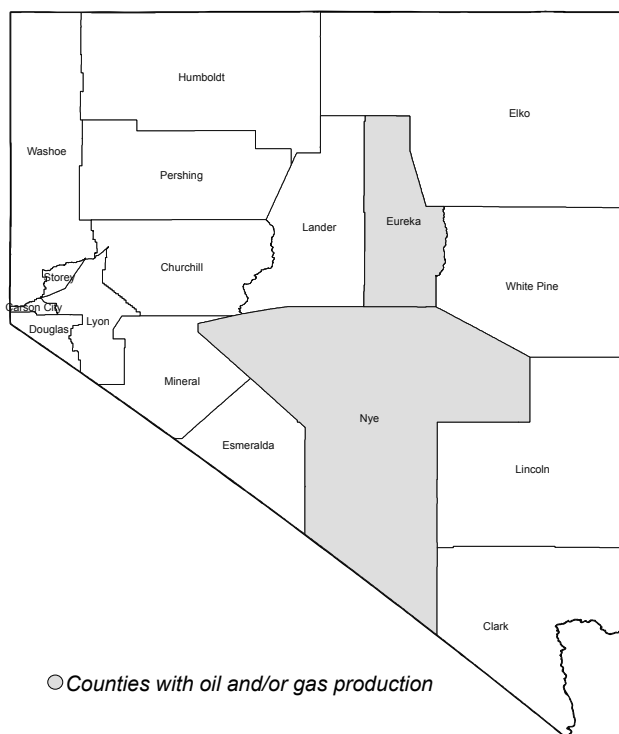 Humboldt
Elko
Washoe
Pershing
Eureka
Lander
Churchill
Storey
White Pine
Carson City
Lyon
Douglas
Mineral
Nye
Esmeralda
Lincoln
Clark
Counties with oil and/or gas production